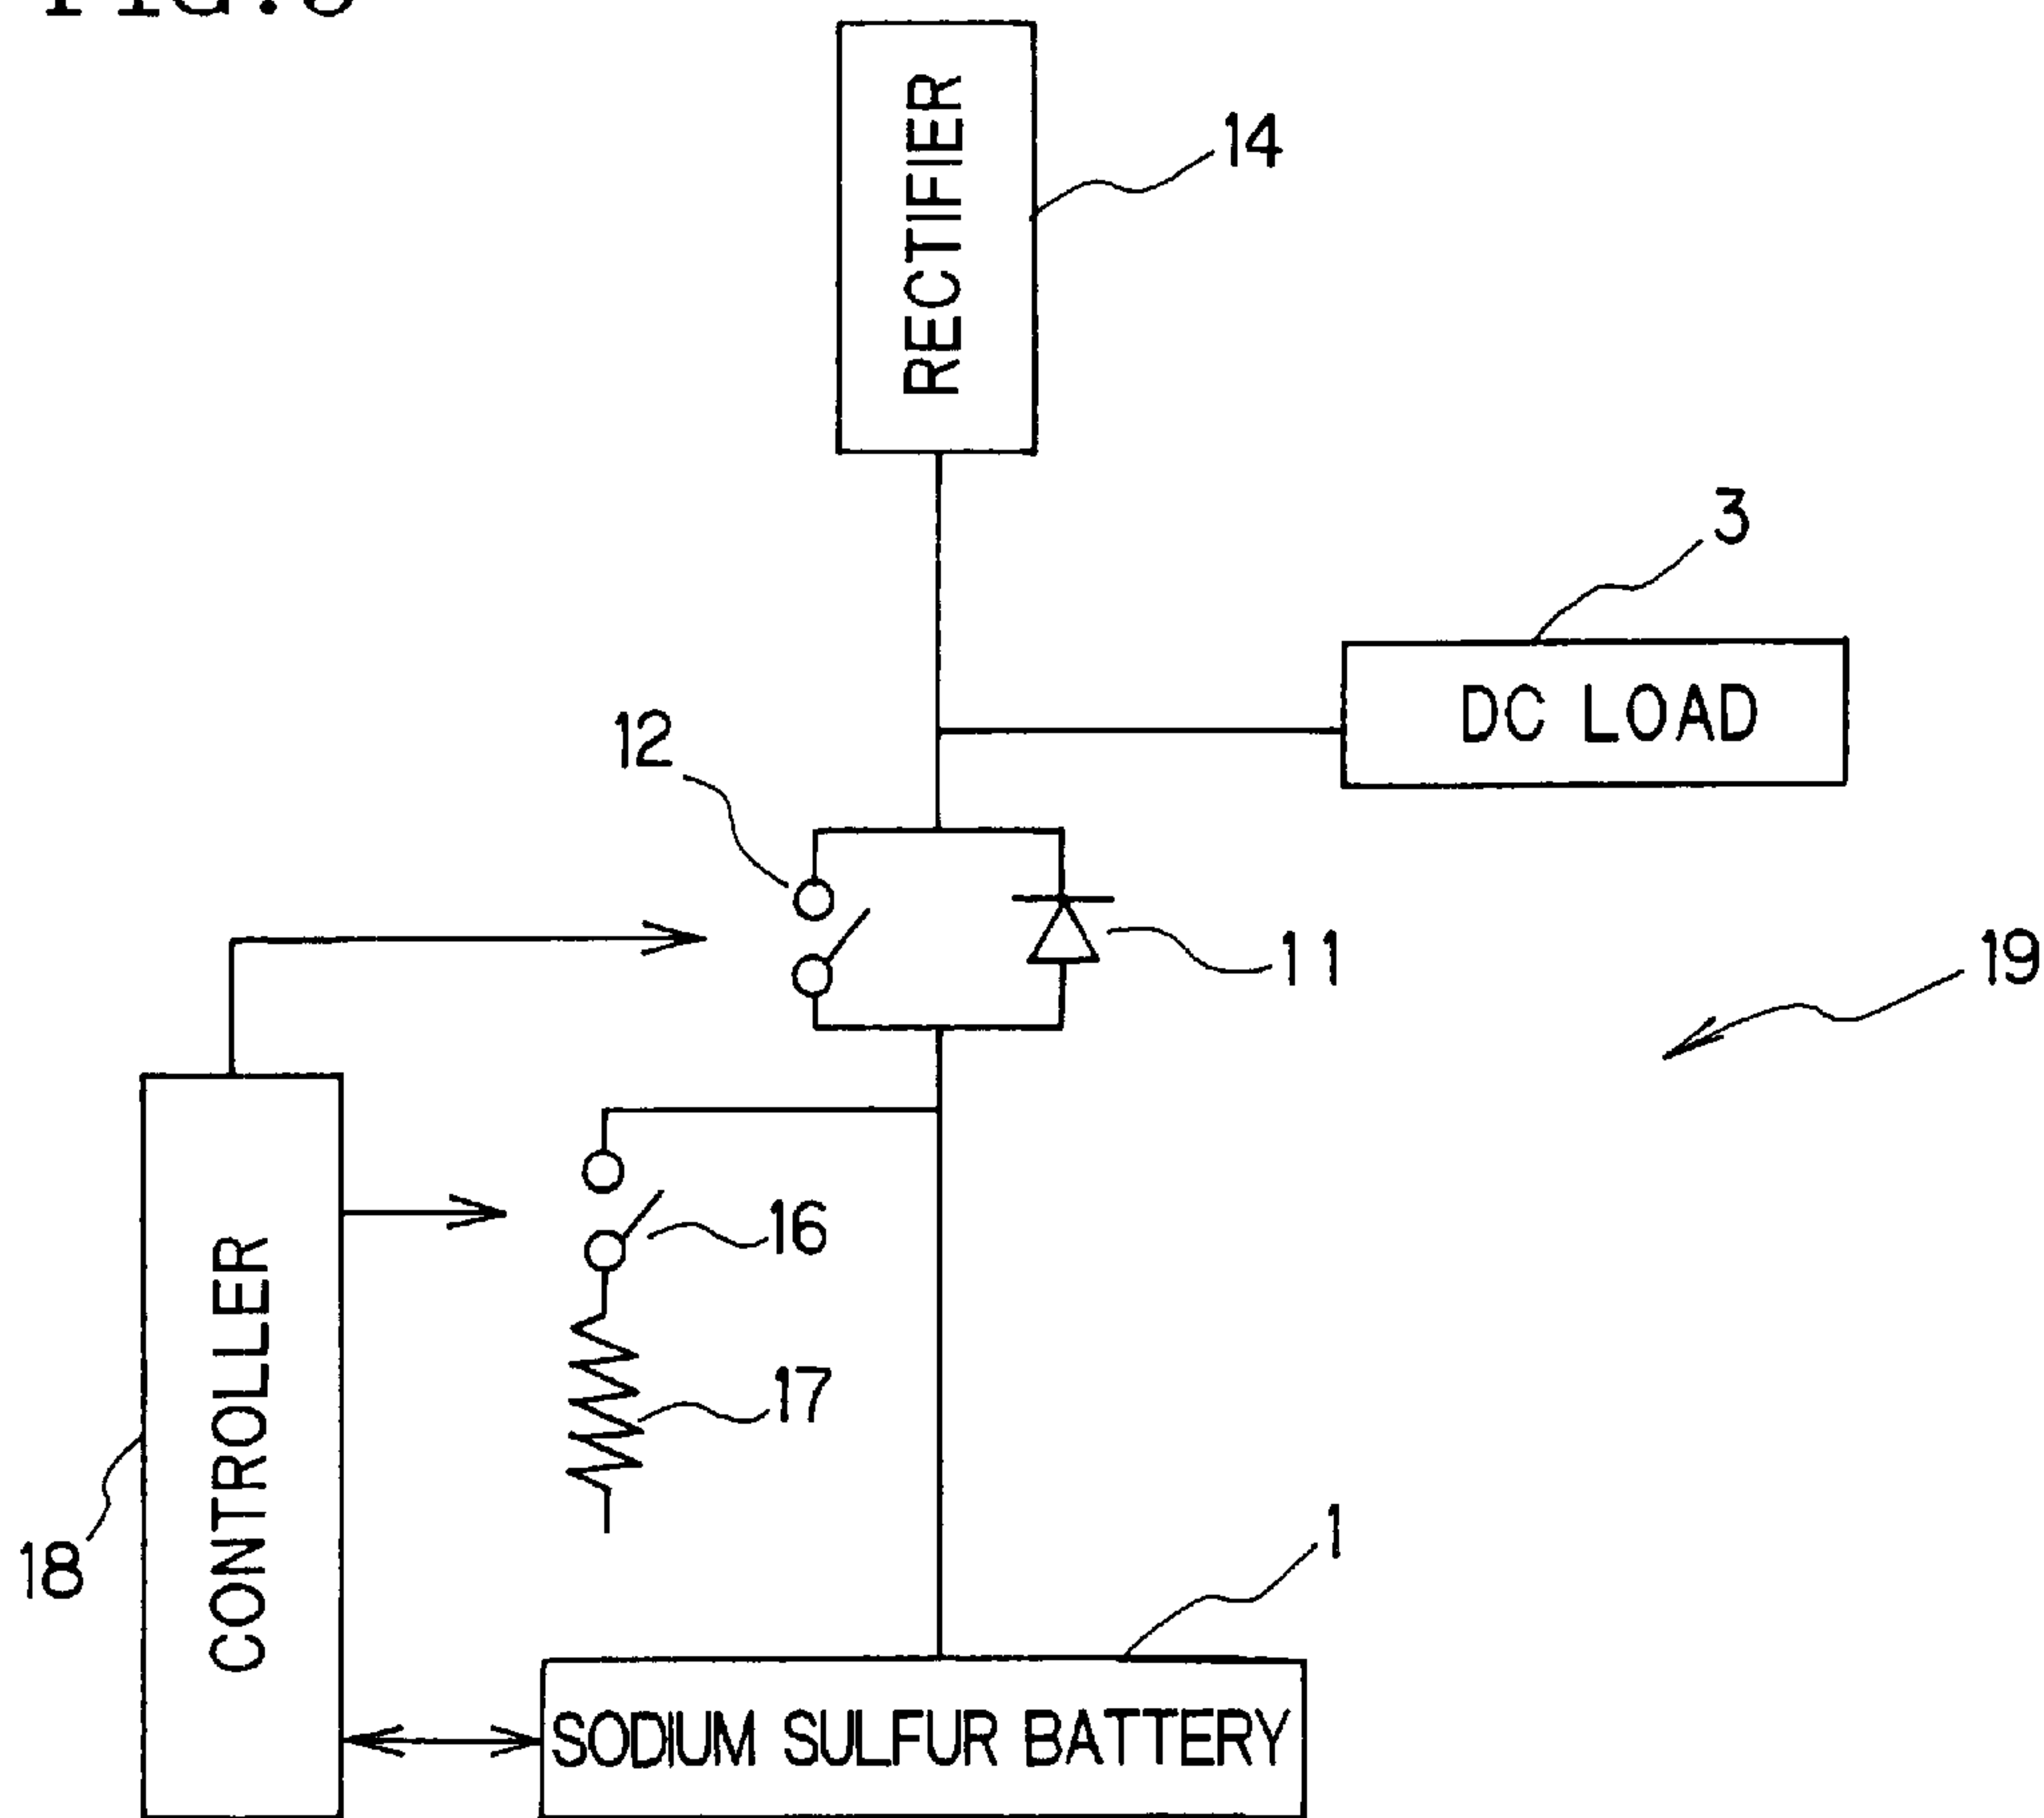 RECTIFIER
14
3
DC LOAD
12
11
19
16
17
CONTROLLER
18
1
SODIUM SULFUR BATTERY